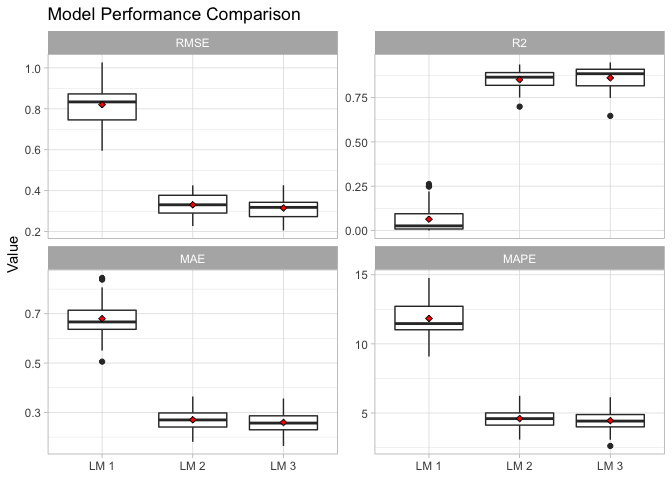 Model Performance Comparison
RMSE
R2
1.0
0.8
0.6
0.4
0.2
0.75
0.50
0.25
0.00
Value
MAE
MAPE
0.7
0.5
0.3
15
10
5
LM 1 LM 2 LM 3
LM 1 LM 2 LM 3